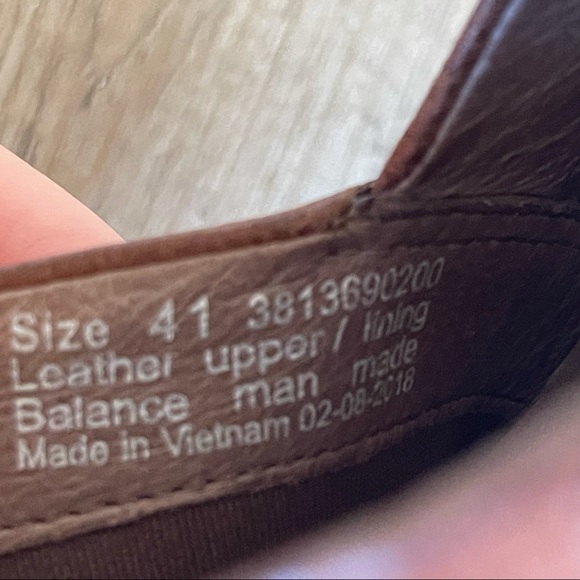 Size 41 3813690200
Leather upper / lining
Balance man made
Made in Vietnam 02-08-2018